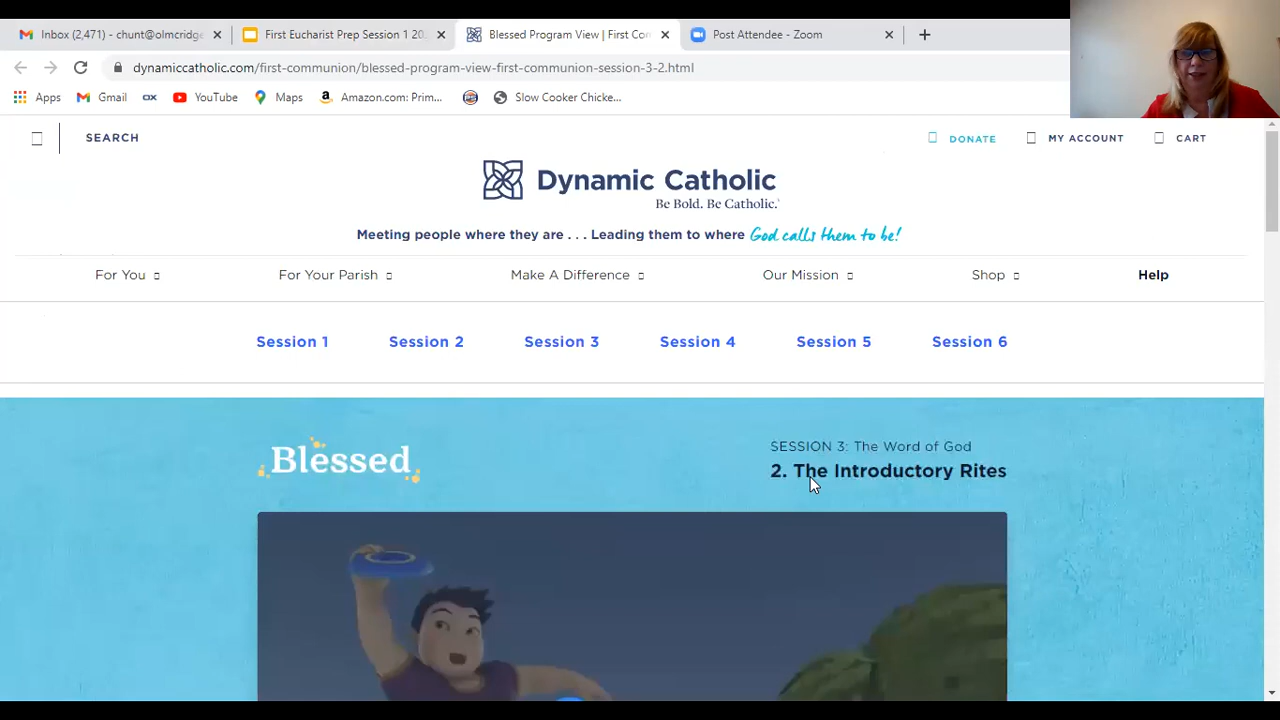 Inbox (2,471) - chunt@olmcridge
First Eucharist Prep Session 1 20
Blessed Program View | First Con
Post Attendee - Zoom
dynamiccatholic.com/first-communion/blessed-program-view-first-communion-session-3-2.html
Apps
Gmail
ox
YouTube
Maps
Amazon.com: Prim...
Slow Cooker Chicke...
SEARCH
DONATE
MY ACCOUNT
CART
Dynamic Catholic
Be Bold. Be Catholic.
Meeting people where they are . . . Leading them to where God calls them to be!
For You
For Your Parish
Make A Difference
Our Mission
Shop
Help
Session 1
Session 2
Session 3
Session 4
Session 5
Session 6
Blessed
SESSION 3: The Word of God
2. The Introductory Rites